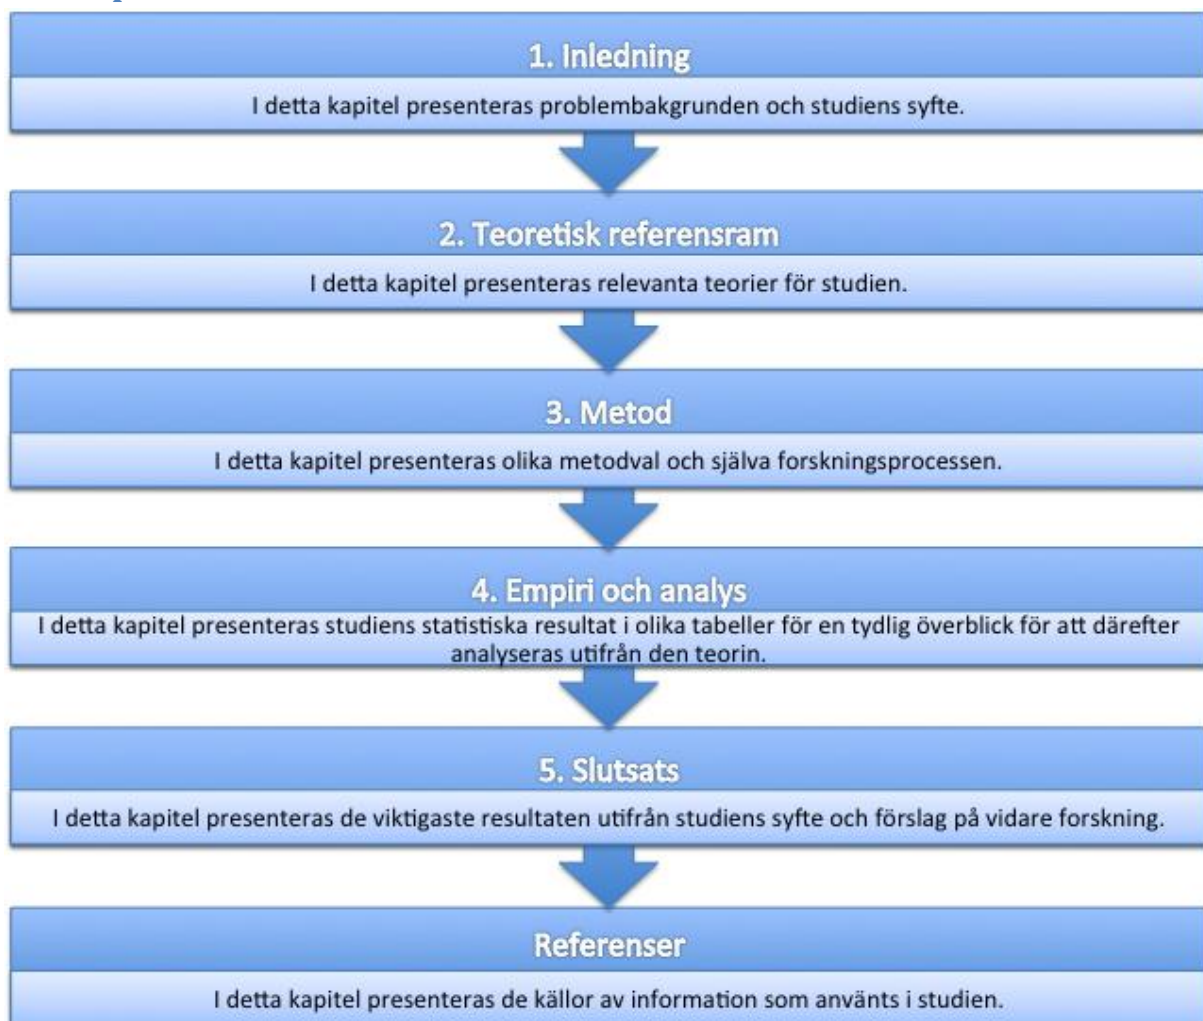 1. Inledning
I detta kapitel presenteras problembakgrunden och studiens syfte.
2. Teoretisk referensram
I detta kapitel presenteras relevanta teorier för studien.
3. Metod
I detta kapitel presenteras olika metodval och själva forskningsprocessen.
4. Empiri och analys
I detta kapitel presenteras studiens statistiska resultat i olika tabeller för en tydlig överblick för att därefter
analyseras utifrån den teorin.
5. Slutsats
I detta kapitel presenteras de viktigaste resultaten utifrån studiens syfte och förslag på vidare forskning.
Referenser
I detta kapitel presenteras de källor av information som använts i studien.